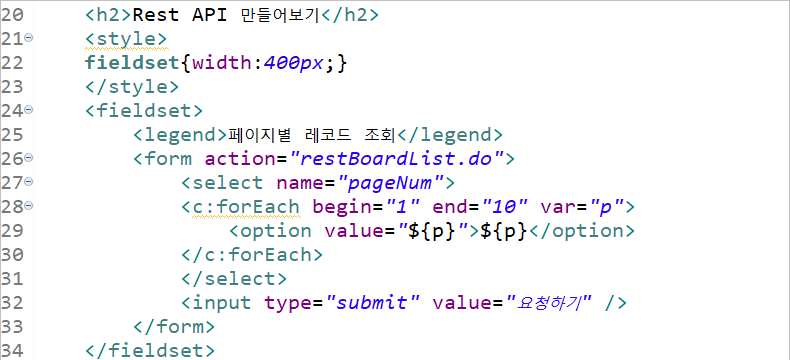 20 <h2>Rest API 만들어보기</h2>
21 <style>
22 fieldset{width:400px;}
23 </style>
24 <fieldset>
25 <legend>페이지별 레코드 조회</legend>
26 <form action="restBoardList.do">
27 <select name="pageNum">
28 <c:forEach begin="1" end="10" var="p">
29 <option value="${p}">${p}</option>
30 </c:forEach>
31 </select>
32 <input type="submit" value="요청하기" />
33 </form>
34 </fieldset>